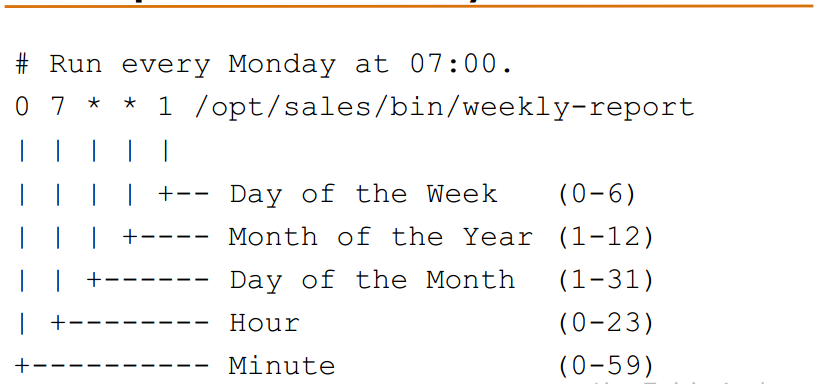 # Run every Monday at 07:00.
0 7 * * 1 /opt/sales/bin/weekly-report
| | | | |
| | | | +-- Day of the Week (0-6)
| | | +---- Month of the Year (1-12)
| | +------ Day of the Month (1-31)
| +-------- Hour (0-23)
+---------- Minute (0-59)